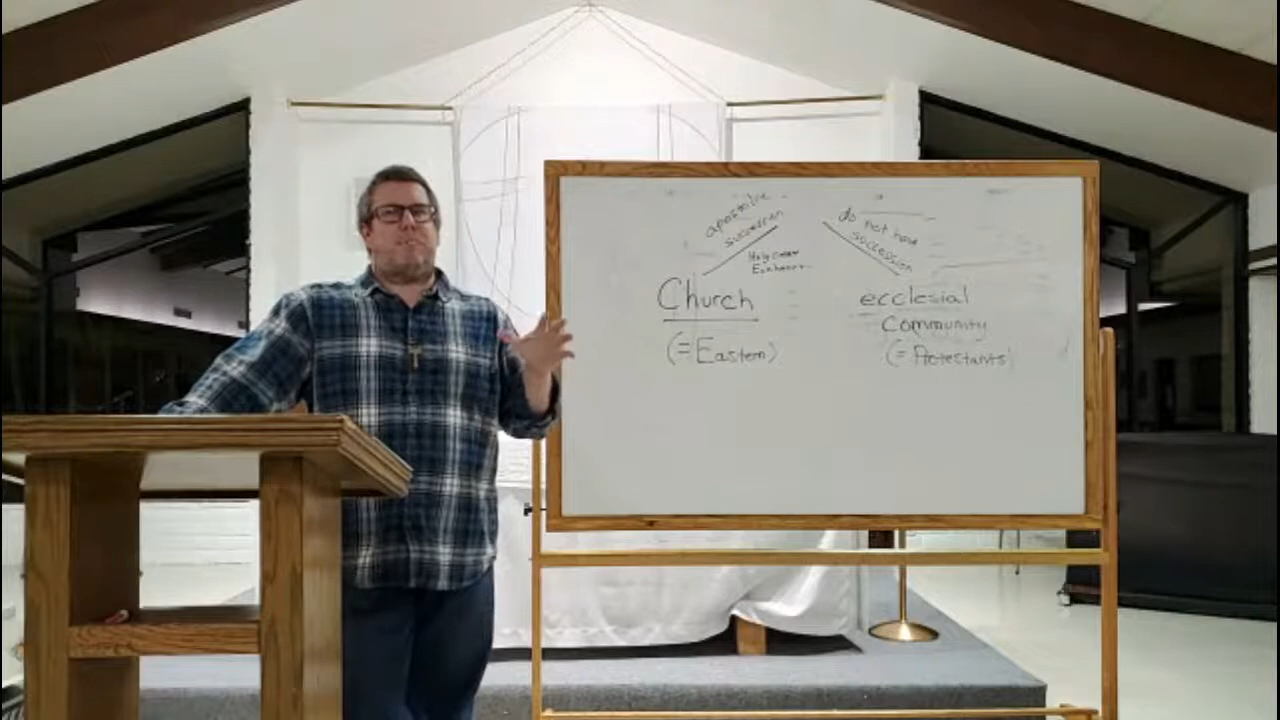 apostolic
succession
Holy Orders
Eucharist
Church
(= Eastern)
do not have
succession
ecclesial
community
(= Protestants)